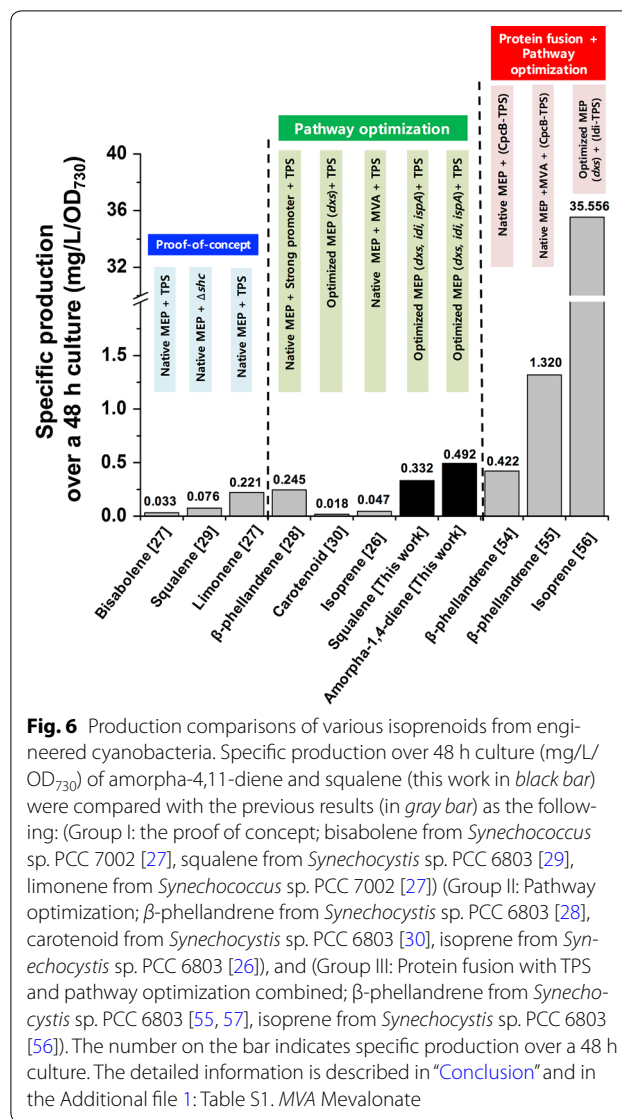 Protein fusion +
Pathway
optimization
Pathway optimization
Proof-of-concept
Native MEP + TPS
Native MEP + Δshc
Native MEP + TPS
Native MEP + Strong promoter + TPS
Optimized MEP (dxs)+ TPS
Native MEP + MVA + TPS
Optimized MEP (dxs, idi, ispA)+ TPS
Optimized MEP (dxs, idi, ispA)+ TPS
Native MEP + (CpcB-TPS)
Native MEP +MVA + (CpcB-TPS)
Optimized MEP
(dxs) + (Idi-TPS)
Specific production
over a 48 h culture (mg/L/OD730)
40
36
32
1.5
1.0
0.5
0.0
0.033
0.076
0.221
0.245
0.018
0.047
0.332
0.492
0.422
1.320
35.556
Bisabolene [27]
Squalene [29]
Limonene [27]
β-phellandrene [28]
Carotenoid [30]
Isoprene [26]
Squalene [This work]
Amorpha-1,4-diene [This work]
β-phellandrene [54]
β-phellandrene [55]
Isoprene [56]
Fig. 6 Production comparisons of various isoprenoids from engi-
neered cyanobacteria. Specific production over 48 h culture (mg/L/
OD730) of amorpha-4,11-diene and squalene (this work in black bar)
were compared with the previous results (in gray bar) as the follow-
ing: (Group I: the proof of concept; bisabolene from Synechococcus
sp. PCC 7002 [27], squalene from Synechocystis sp. PCC 6803 [29],
limonene from Synechococcus sp. PCC 7002 [27]) (Group II: Pathway
optimization; β-phellandrene from Synechocystis sp. PCC 6803 [28],
carotenoid from Synechocystis sp. PCC 6803 [30], isoprene from Syn-
echocystis sp. PCC 6803 [26]), and (Group III: Protein fusion with TPS
and pathway optimization combined; β-phellandrene from Synecho-
cystis sp. PCC 6803 [55, 57], isoprene from Synechocystis sp. PCC 6803
[56]). The number on the bar indicates specific production over a 48 h
culture. The detailed information is described in “Conclusion” and in
the Additional file 1: Table S1. MVA Mevalonate